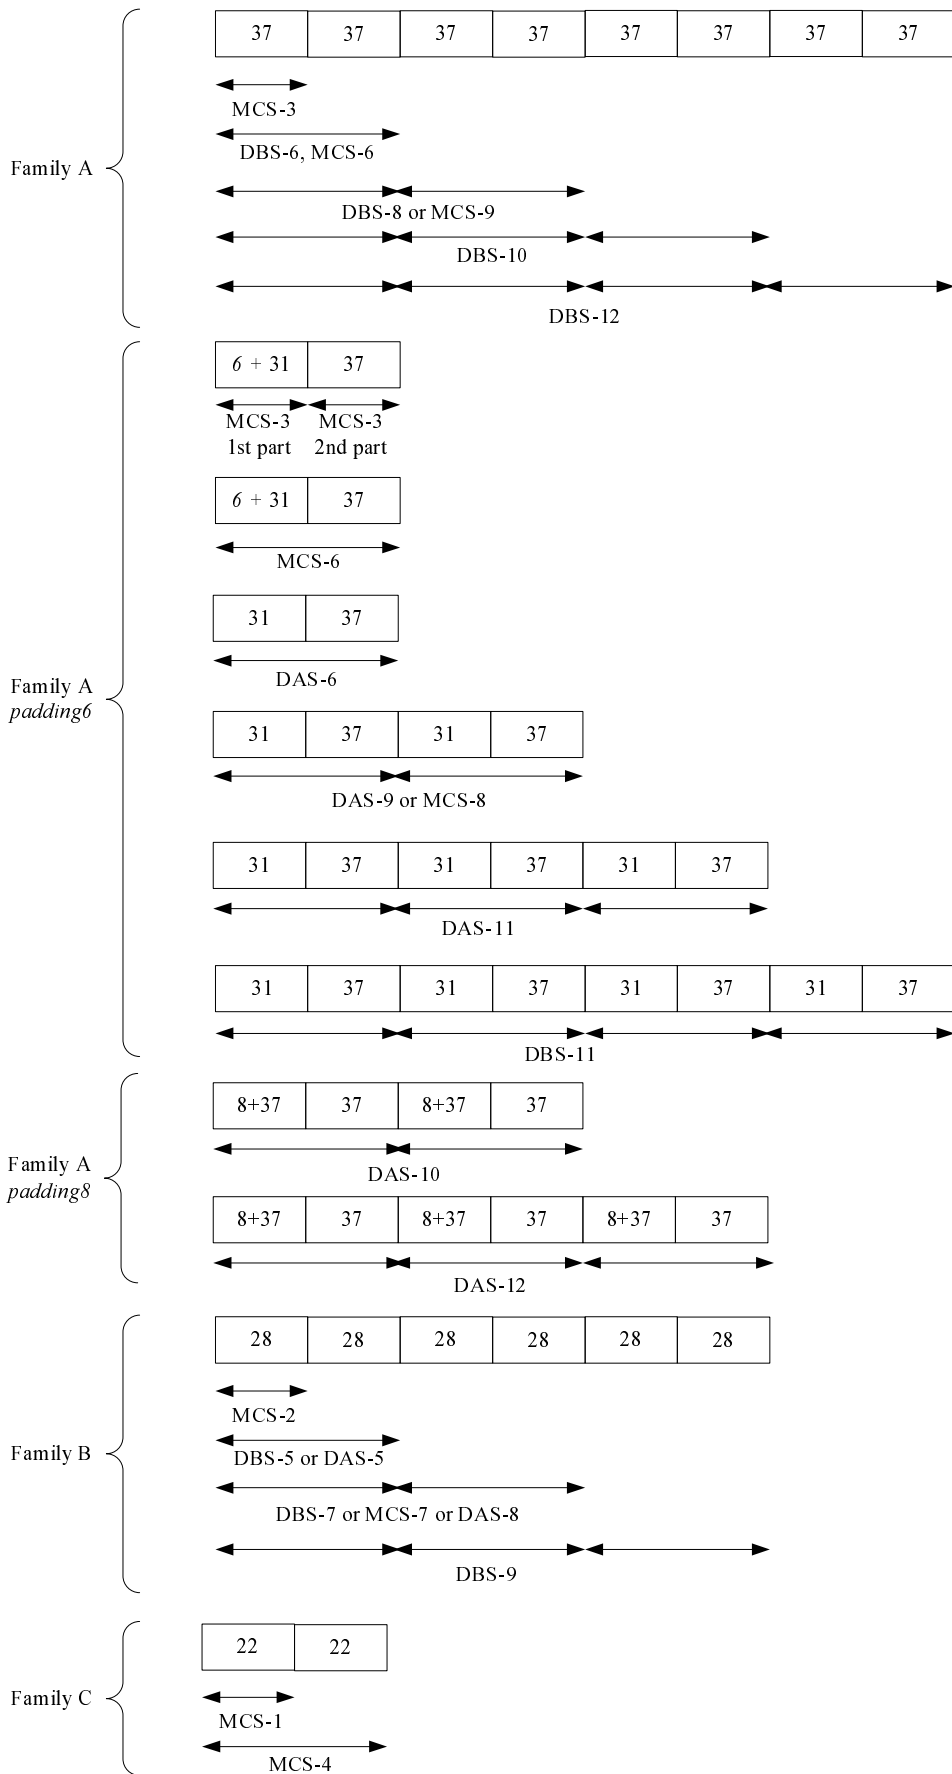 37 37 37 37 37 37 37 37
MCS-3
DBS-6, MCS-6
Family A
DBS-8 or MCS-9
DBS-10
DBS-12
6 + 31 37
MCS-3 MCS-3
1st part 2nd part
6 + 31 37
MCS-6
31 37
DAS-6
Family A
padding6
31 37 31 37
DAS-9 or MCS-8
31 37 31 37 31 37
DAS-11
31 37 31 37 31 37 31 37
DBS-11
8+37 37 8+37 37
Family A
padding8
DAS-10
8+37 37 8+37 37 8+37 37
DAS-12
28 28 28 28 28 28
MCS-2
Family B
DBS-5 or DAS-5
DBS-7 or MCS-7 or DAS-8
DBS-9
22 22
Family C
MCS-1
MCS-4